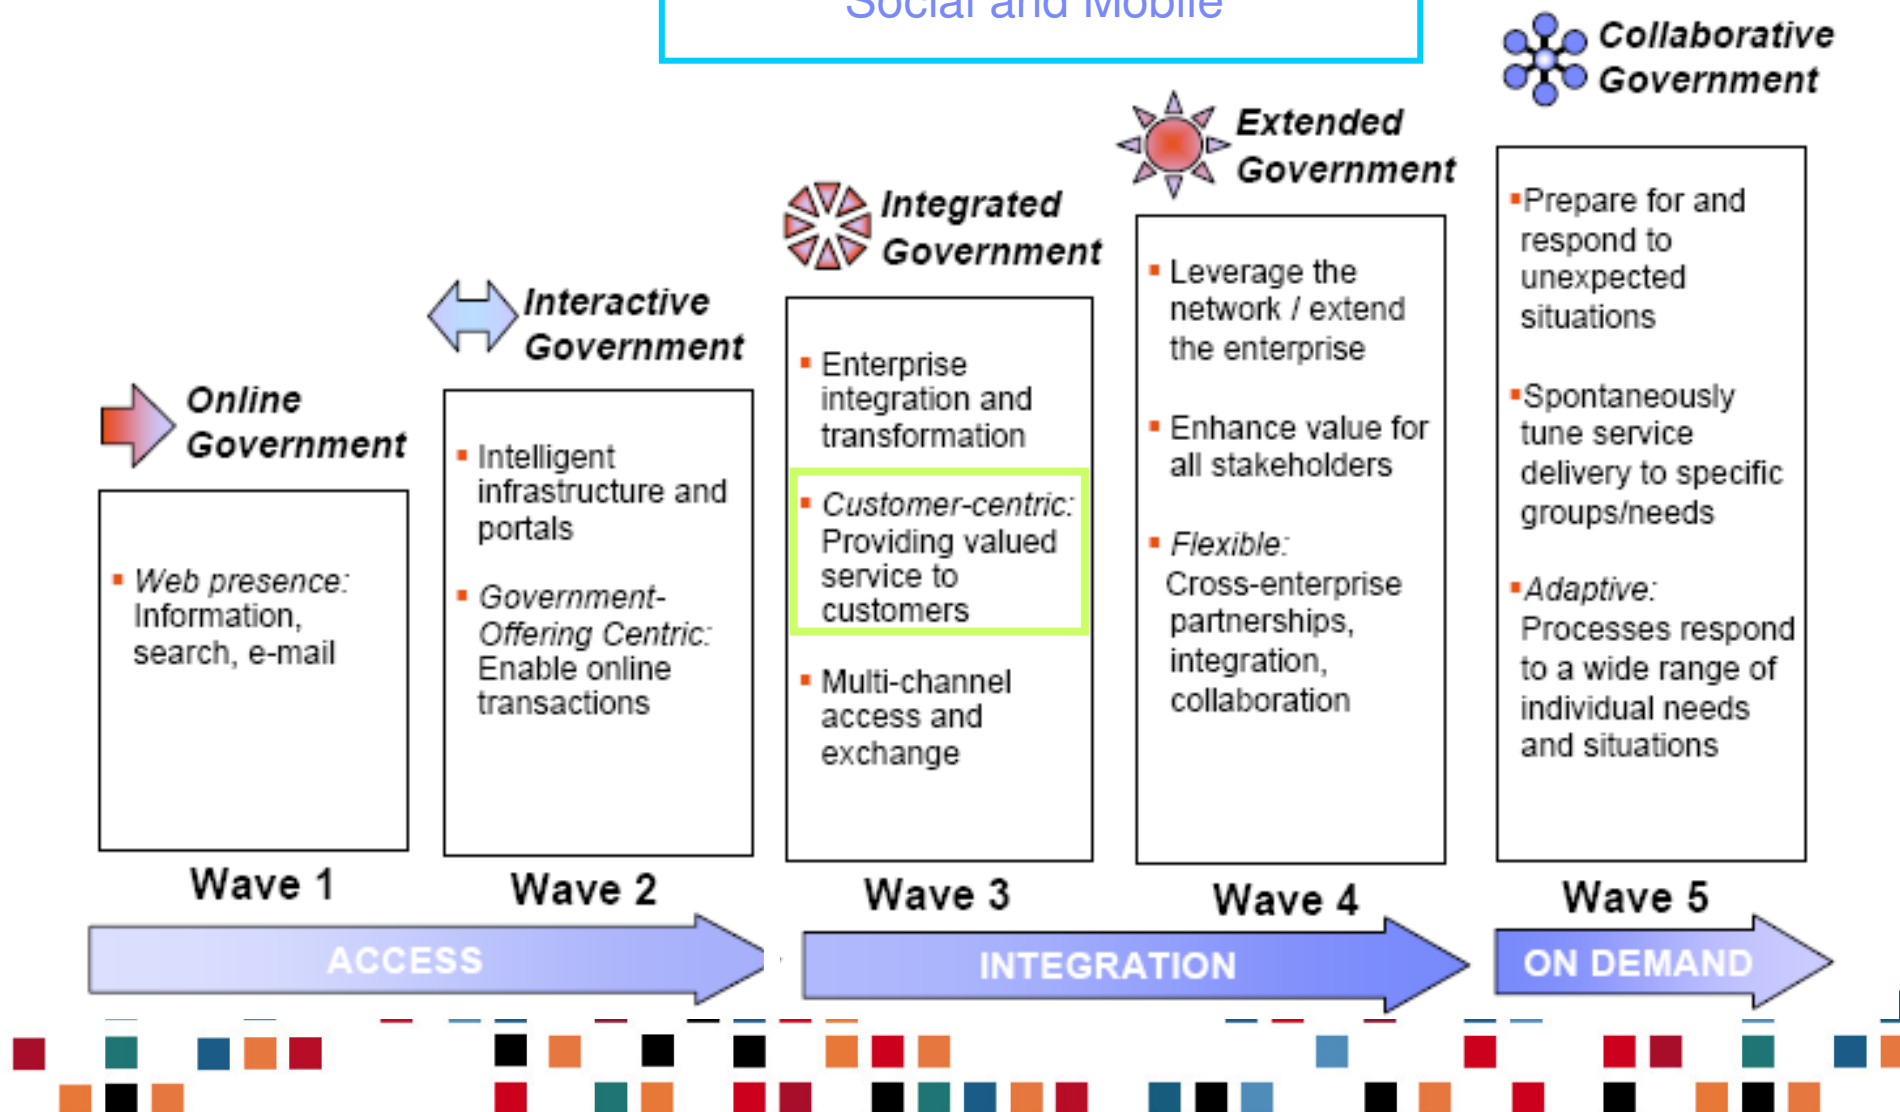 Social and Mobile
Collaborative
Government
Extended
Government
Integrated
Government
Interactive
Government
Online
Government
▪ Web presence:
Information,
search, e-mail
▪ Intelligent
infrastructure and
portals
▪ Government-
Offering Centric:
Enable online
transactions
▪ Enterprise
integration and
transformation
▪ Customer-centric:
Providing valued
service to
customers
▪ Multi-channel
access and
exchange
▪ Leverage the
network / extend
the enterprise
▪ Enhance value for
all stakeholders
▪ Flexible:
Cross-enterprise
partnerships,
integration,
collaboration
▪Prepare for and
respond to
unexpected
situations
▪Spontaneously
tune service
delivery to specific
groups/needs
▪Adaptive:
Processes respond
to a wide range of
individual needs
and situations
Wave 1
Wave 2
Wave 3
Wave 4
Wave 5
ACCESS
INTEGRATION
ON DEMAND